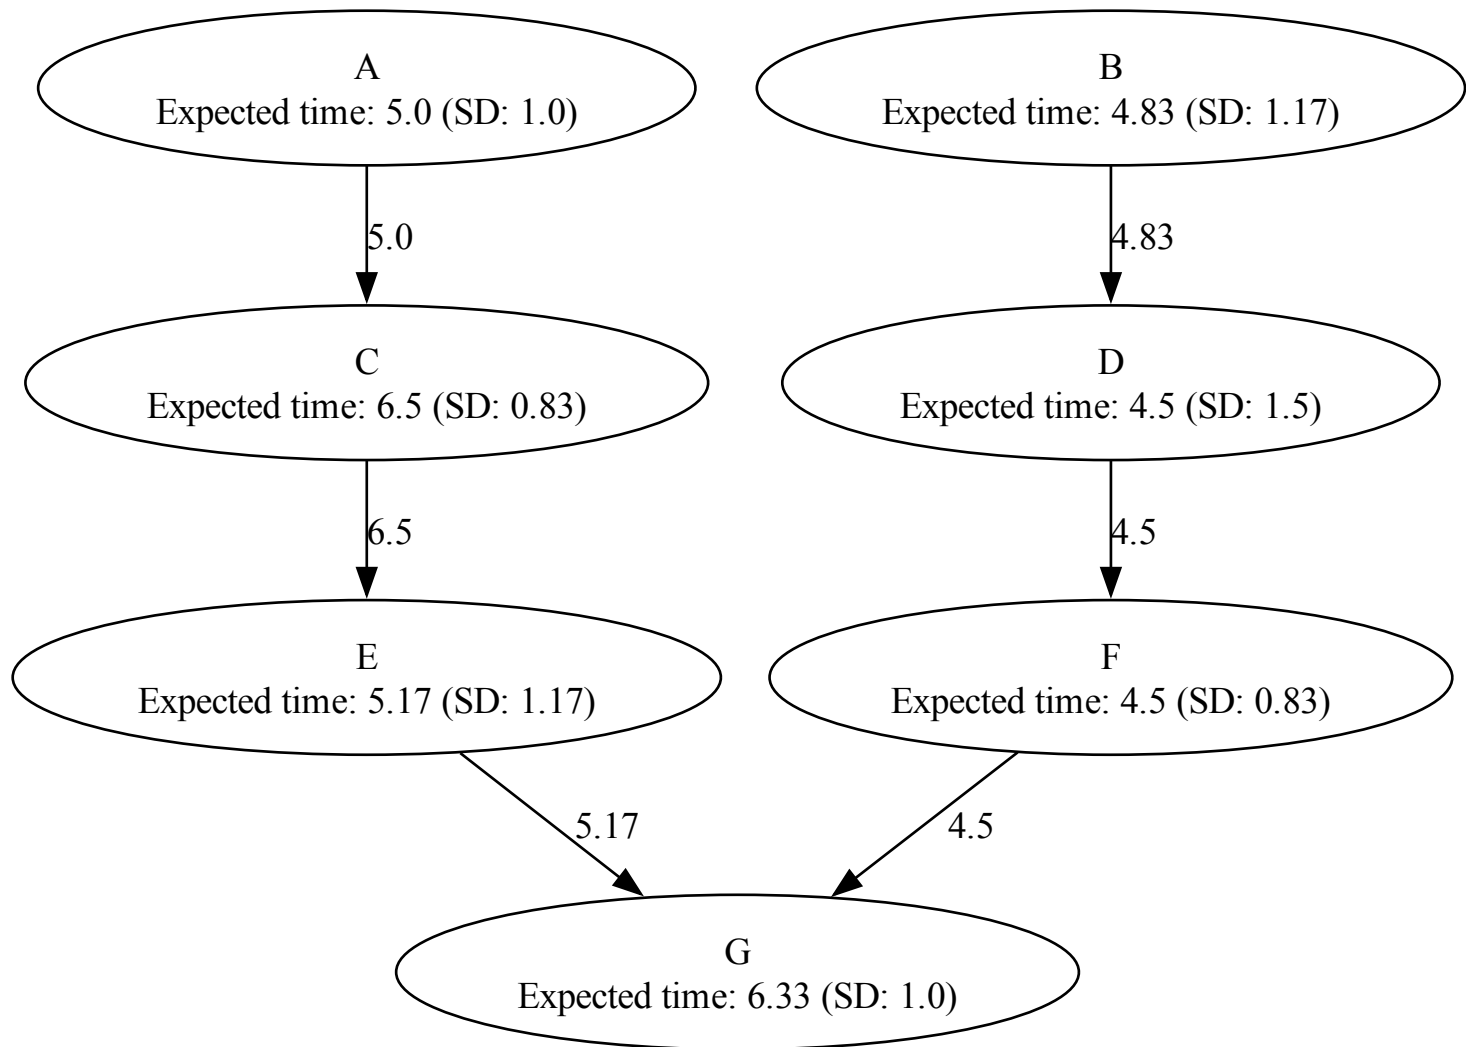 A
Expected time: 5.0 (SD: 1.0)
B
Expected time: 4.83 (SD: 1.17)
5.0
4.83
C
Expected time: 6.5 (SD: 0.83)
D
Expected time: 4.5 (SD: 1.5)
6.5
4.5
E
Expected time: 5.17 (SD: 1.17)
F
Expected time: 4.5 (SD: 0.83)
5.17
4.5
G
Expected time: 6.33 (SD: 1.0)